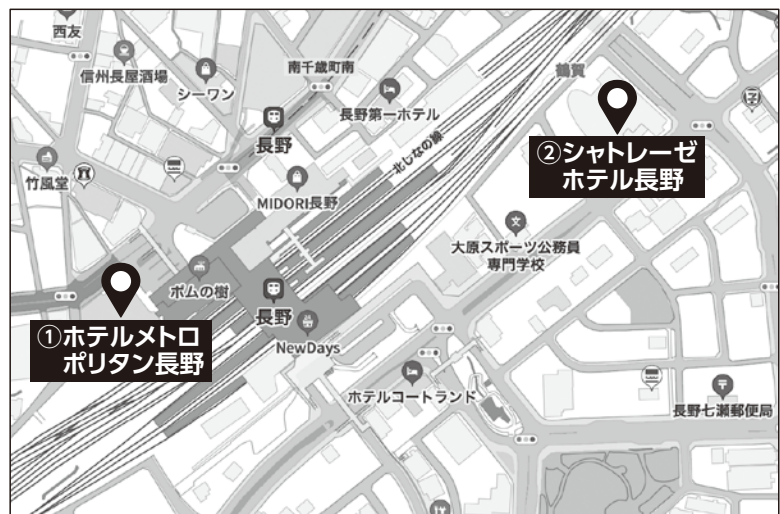 西友
信州長屋酒場
シーワン
南千歳町南
長野
長野第一ホテル
鶴賀
北しなの線
②シャトレーゼ
ホテル長野
竹風堂
MIDORI長野
大原スポーツ公務員
専門学校
ポムの樹
長野
NewDays
①ホテルメトロ
ポリタン長野
ホテルコートランド
長野七瀬郵便局